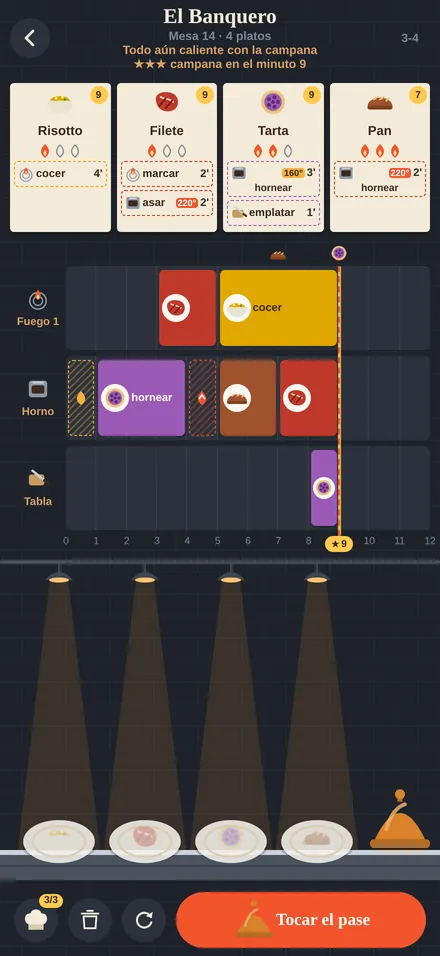 El Banquero
Mesa 14 · 4 platos
3-4
Todo aún caliente con la campana
★★★ campana en el minuto 9
9
Risotto
cocer 4'
9
Filete
marcar 2'
asar 220° 2'
9
Tarta
160° 3'
hornear
emplatar 1'
7
Pan
220° 2'
hornear
Fuego 1
cocer
Horno
hornear
Tabla
0 1 2 3 4 5 6 7 8 ★ 9 10 11 12
3/3
Tocar el pase